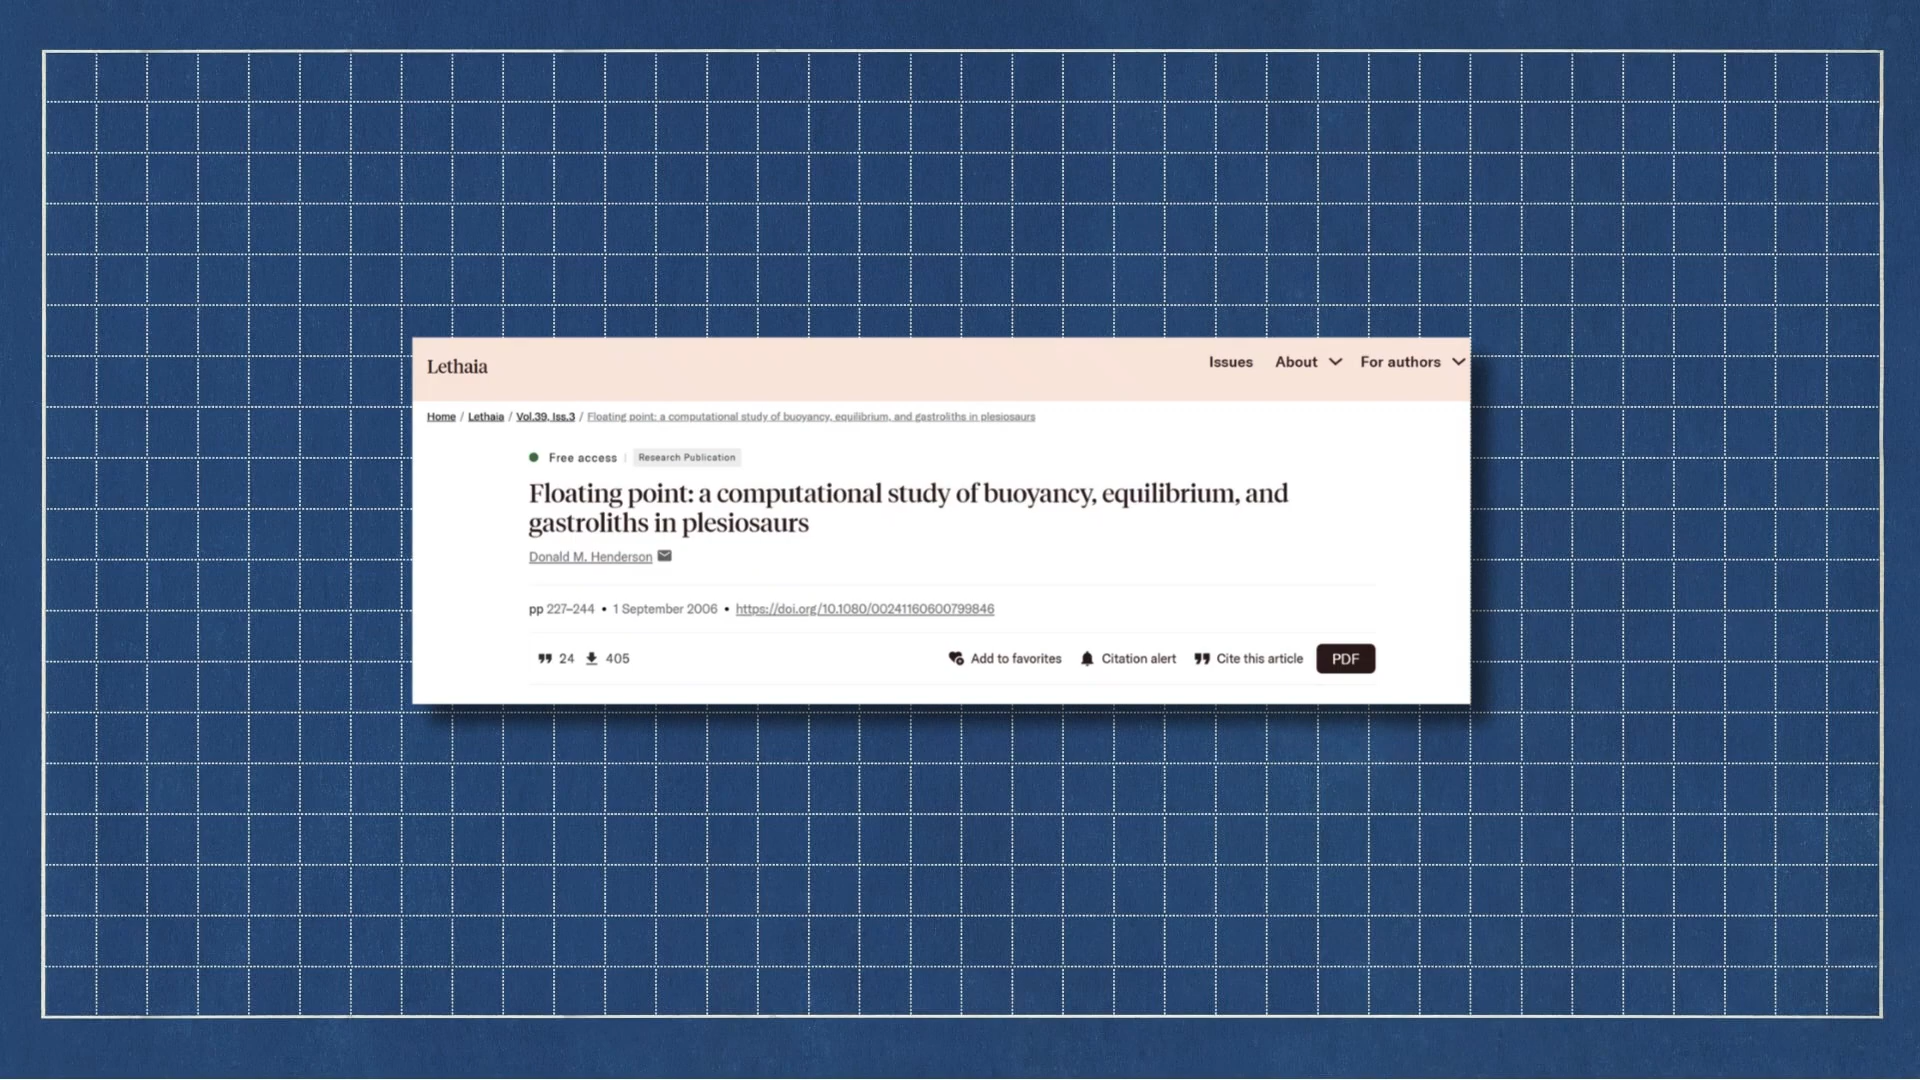 Lethaia
Issues About For authors
Home / Lethaia / Vol.39, Iss.3 / Floating point: a computational study of buoyancy, equilibrium, and gastroliths in plesiosaurs
Free access | Research Publication
Floating point: a computational study of buoyancy, equilibrium, and
gastroliths in plesiosaurs
Donald M. Henderson
pp 227–244 • 1 September 2006 • https://doi.org/10.1080/00241160600799846
24 405 Add to favorites Citation alert Cite this article PDF